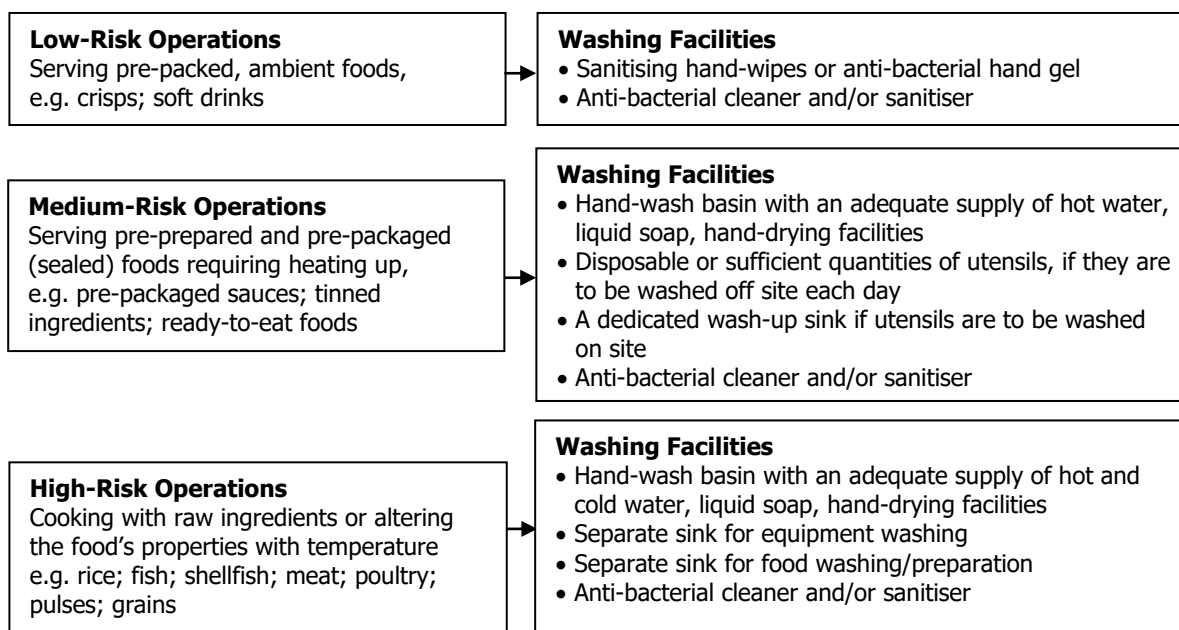 Low-Risk Operations
Serving pre-packed, ambient foods,
e.g. crisps; soft drinks
Washing Facilities
• Sanitising hand-wipes or anti-bacterial hand gel
• Anti-bacterial cleaner and/or sanitiser
Medium-Risk Operations
Serving pre-prepared and pre-packaged
(sealed) foods requiring heating up,
e.g. pre-packaged sauces; tinned
ingredients; ready-to-eat foods
Washing Facilities
• Hand-wash basin with an adequate supply of hot water,
liquid soap, hand-drying facilities
• Disposable or sufficient quantities of utensils, if they are
to be washed off site each day
• A dedicated wash-up sink if utensils are to be washed
on site
• Anti-bacterial cleaner and/or sanitiser
High-Risk Operations
Cooking with raw ingredients or altering
the food’s properties with temperature
e.g. rice; fish; shellfish; meat; poultry;
pulses; grains
Washing Facilities
• Hand-wash basin with an adequate supply of hot and
cold water, liquid soap, hand-drying facilities
• Separate sink for equipment washing
• Separate sink for food washing/preparation
• Anti-bacterial cleaner and/or sanitiser